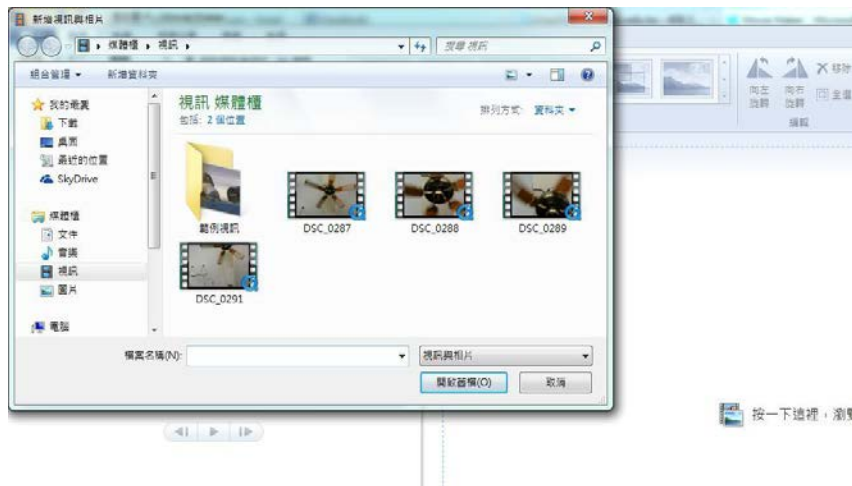 新增視訊與相片
媒體櫃 ▸ 視訊 ▸
搜尋 視訊
組合管理 ▾ 新增資料夾
我的最愛
下載
桌面
最近的位置
SkyDrive
媒體櫃
文件
音樂
視訊
圖片
電腦
視訊 媒體櫃
包括: 2 個位置
排列方式: 資料夾 ▾
範例視訊
DSC_0287
DSC_0288
DSC_0289
DSC_0291
檔案名稱(N):
視訊與相片
開啟舊檔(O)
取消
向左旋轉
向右旋轉
移除
全選
編輯
按一下這裡，瀏覽